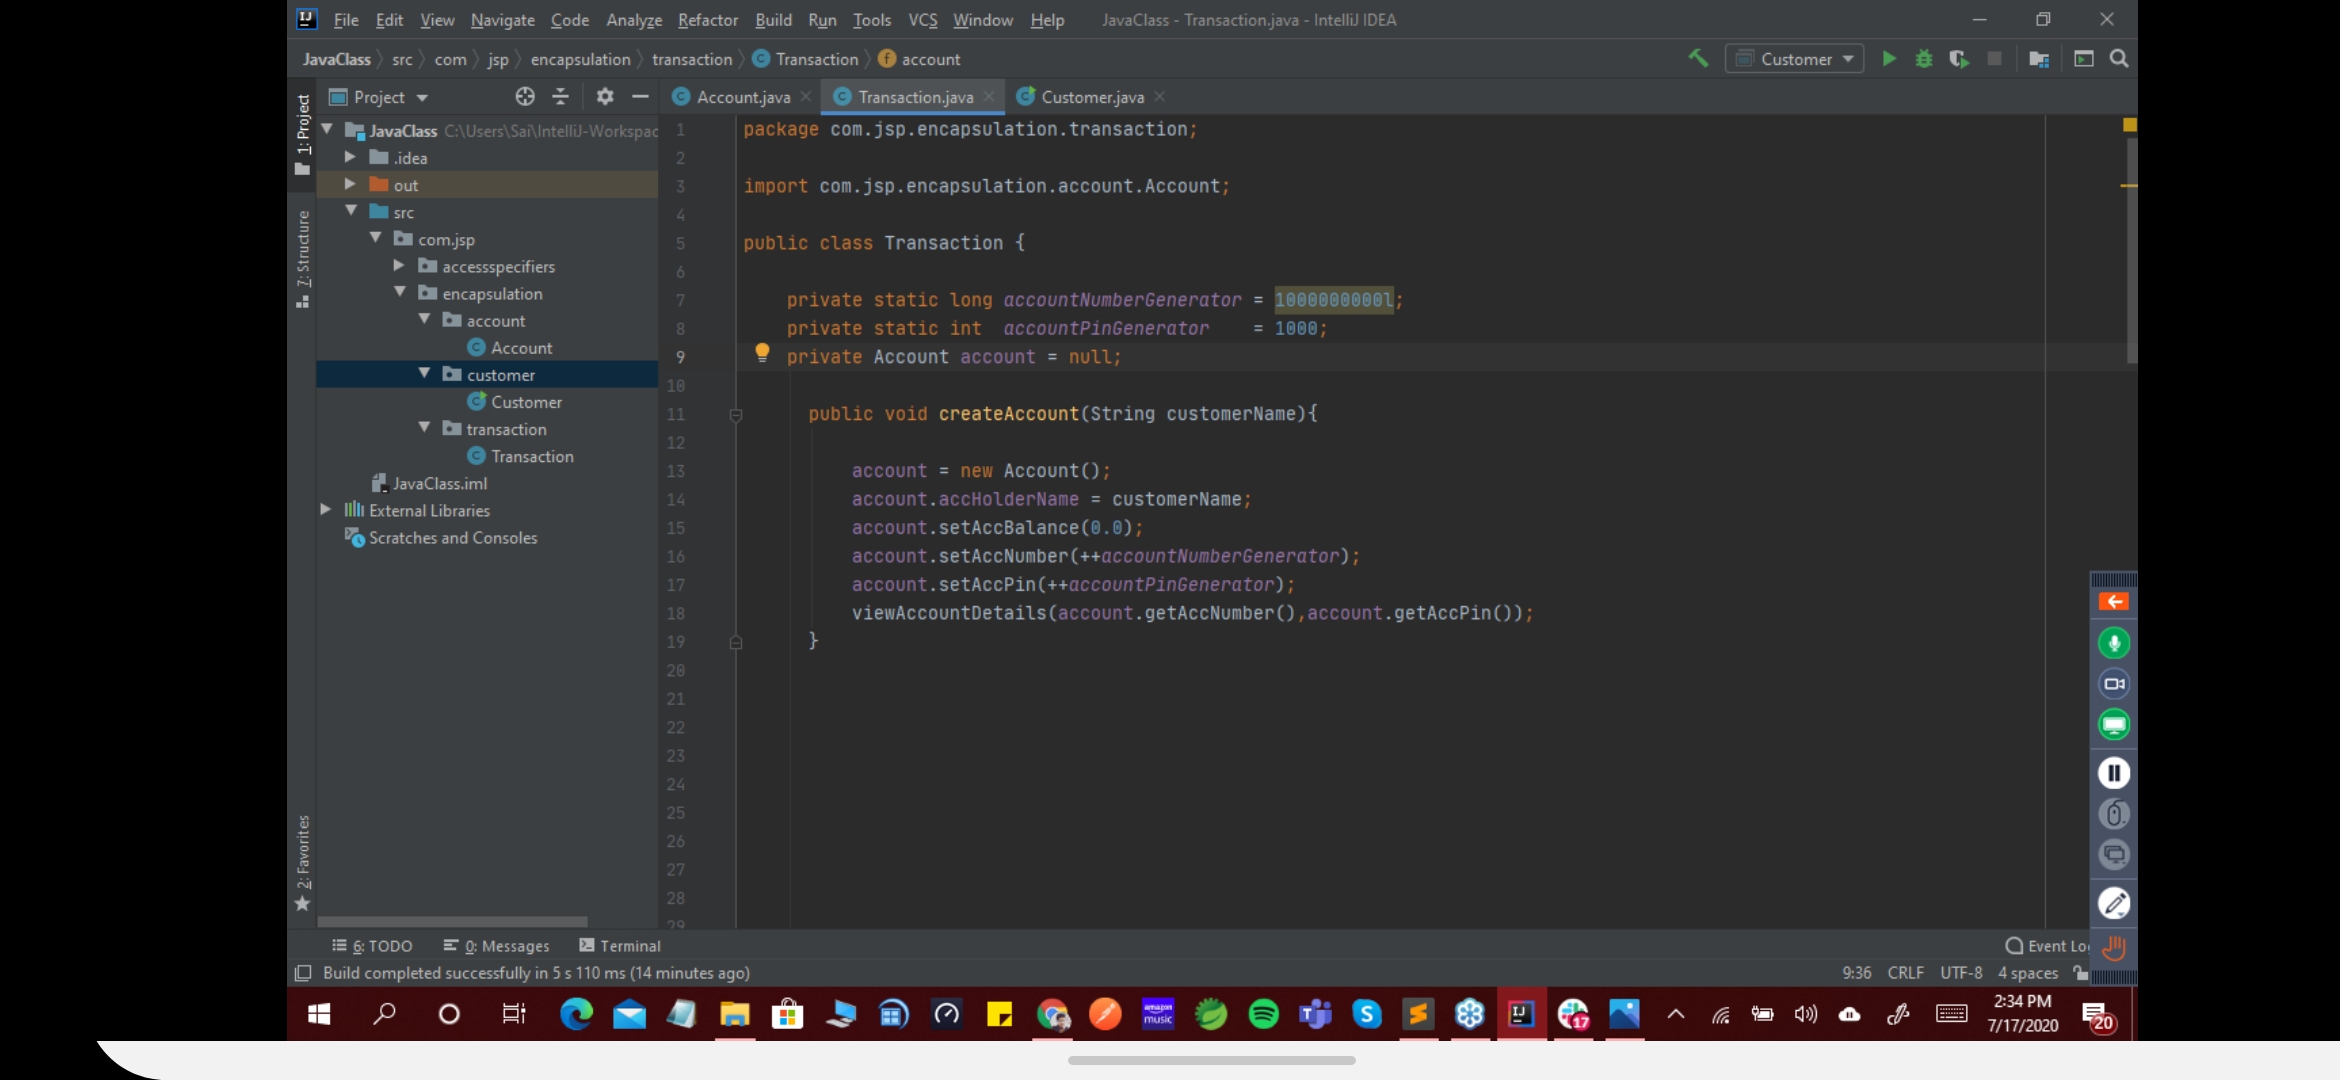 File Edit View Navigate Code Analyze Refactor Build Run Tools VCS Window Help JavaClass - Transaction.java - IntelliJ IDEA
JavaClass src com jsp encapsulation transaction Transaction account Customer
Project Account.java Transaction.java Customer.java
1: Project
7: Structure
2: Favorites
JavaClass C:\Users\Sai\IntelliJ-Workspac
.idea
out
src
com.jsp
accessspecifiers
encapsulation
account
Account
customer
Customer
transaction
Transaction
JavaClass.iml
External Libraries
Scratches and Consoles
1 package com.jsp.encapsulation.transaction;
2
3 import com.jsp.encapsulation.account.Account;
4
5 public class Transaction {
6
7 private static long accountNumberGenerator = 1000000000l;
8 private static int accountPinGenerator = 1000;
9 private Account account = null;
10
11 public void createAccount(String customerName){
12
13 account = new Account();
14 account.accHolderName = customerName;
15 account.setAccBalance(0.0);
16 account.setAccNumber(++accountNumberGenerator);
17 account.setAccPin(++accountPinGenerator);
18 viewAccountDetails(account.getAccNumber(),account.getAccPin());
19 }
20
21
22
23
24
25
26
27
28
29
6: TODO 0: Messages Terminal Event Lo
Build completed successfully in 5 s 110 ms (14 minutes ago) 9:36 CRLF UTF-8 4 spaces
amazon music
17
2:34 PM
7/17/2020
20